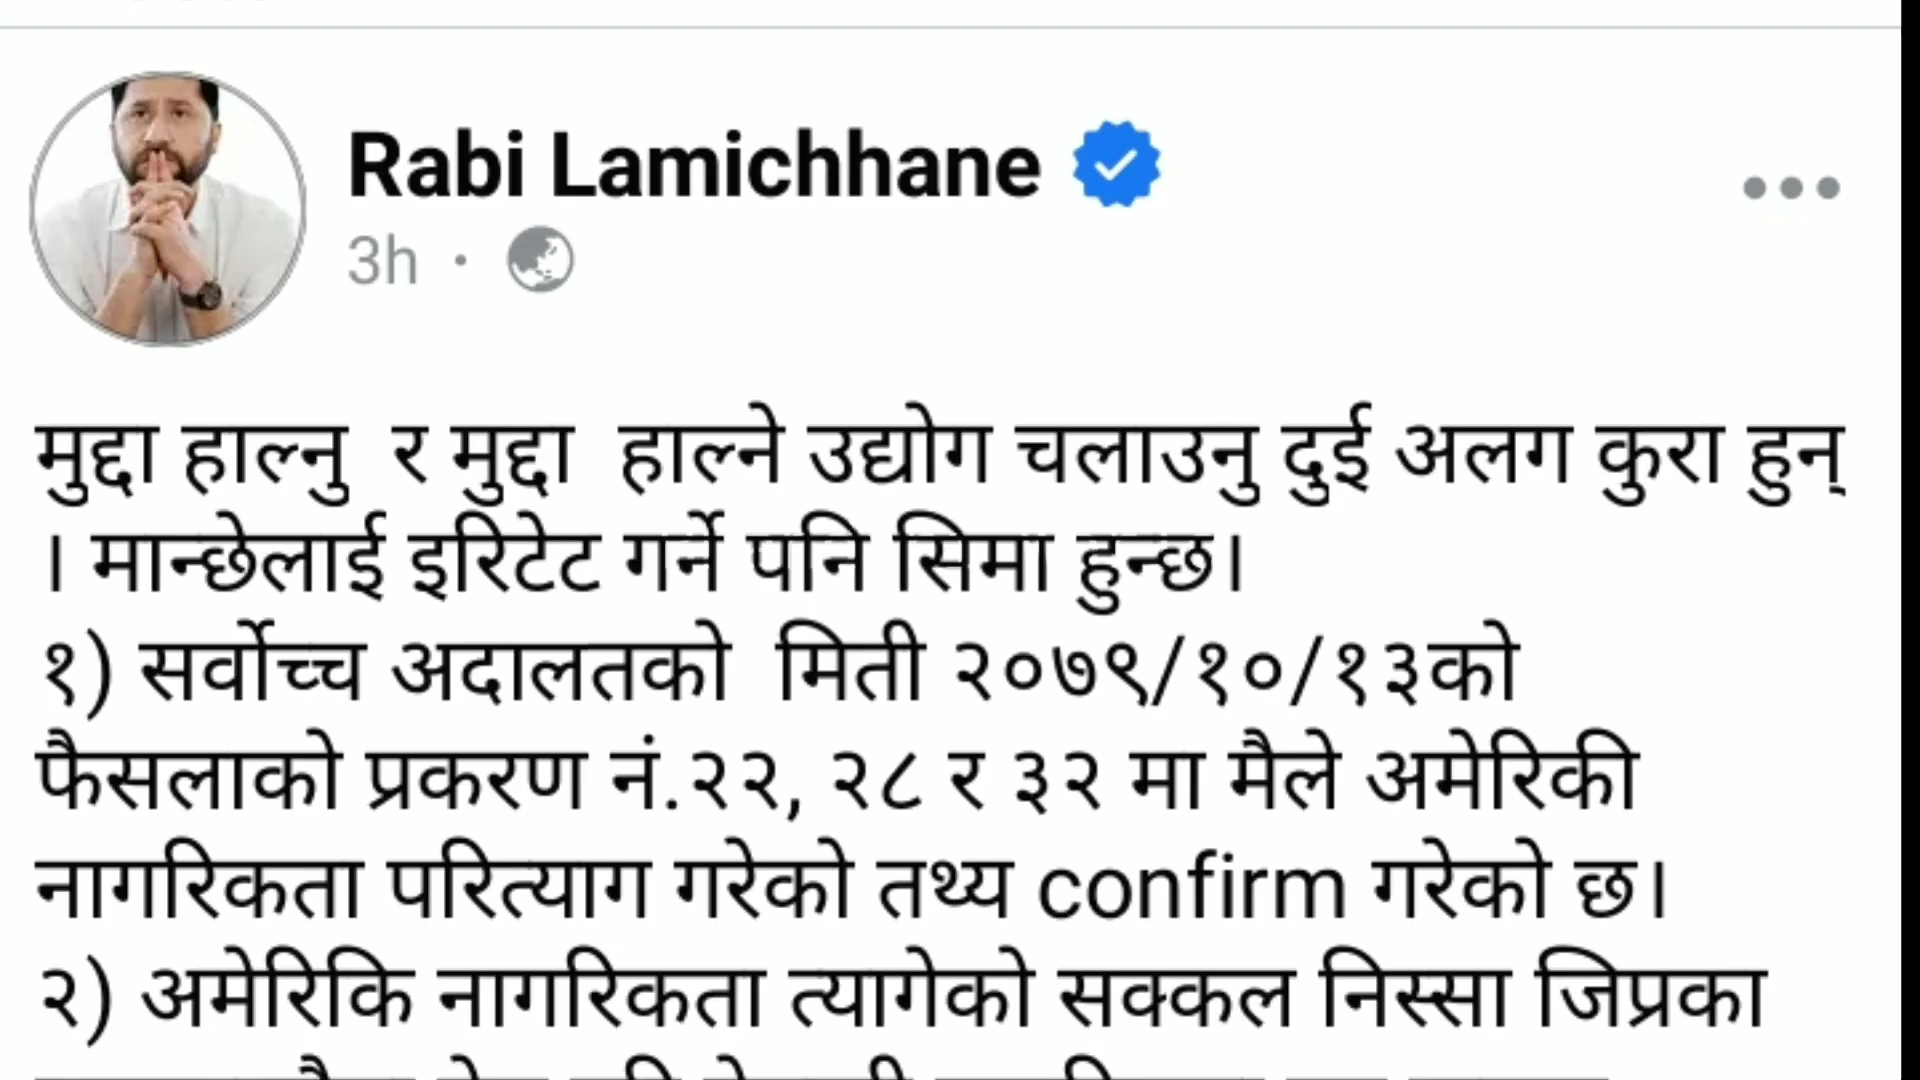 Rabi Lamichhane
3h ·
मुद्दा हाल्नु र मुद्दा हाल्ने उद्योग चलाउनु दुई अलग कुरा हुन्
। मान्छेलाई इरिटेट गर्ने पनि सिमा हुन्छ।
१) सर्वोच्च अदालतको मिती २०७९/१०/१३को
फैसलाको प्रकरण नं.२२, २८ र ३२ मा मैले अमेरिकी
नागरिकता परित्याग गरेको तथ्य confirm गरेको छ।
२) अमेरिकि नागरिकता त्यागेको सक्कल निस्सा जिप्रका